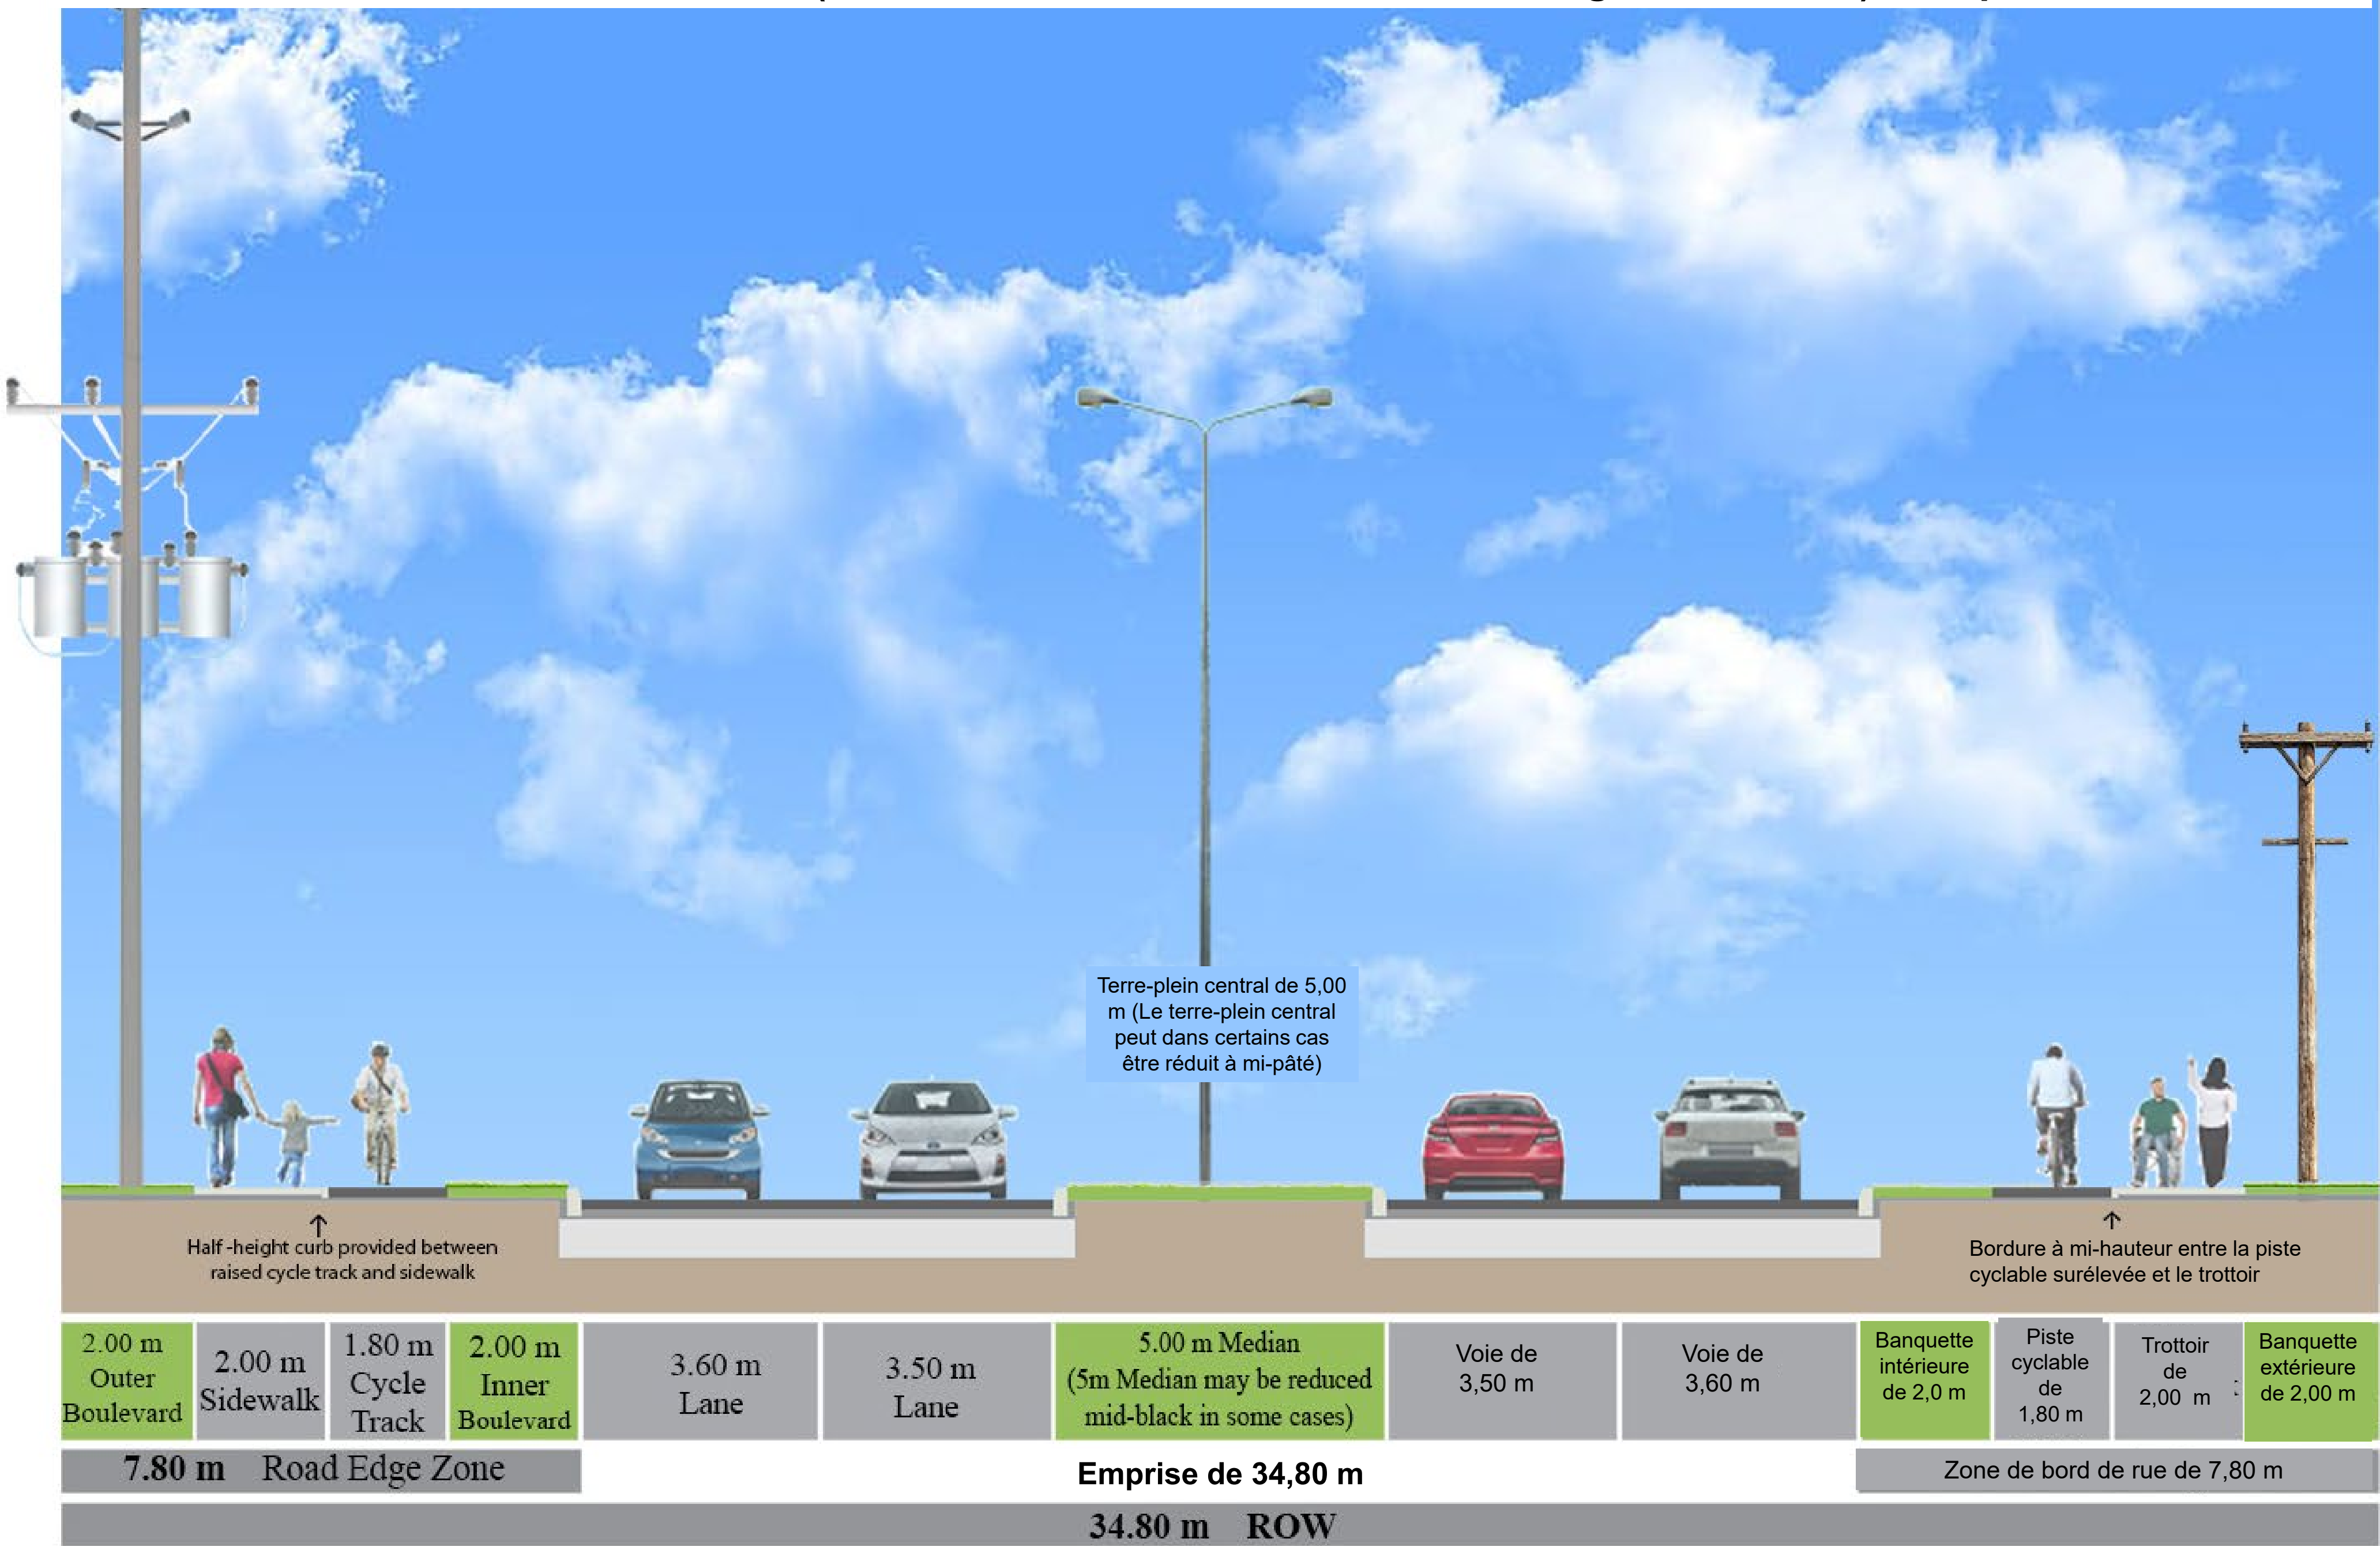 Terre-plein central de 5,00
m (Le terre-plein central
peut dans certains cas
être réduit à mi-pâté)
Half-height curb provided between
raised cycle track and sidewalk
Bordure à mi-hauteur entre la piste
cyclable surélevée et le trottoir
2.00 m
Outer
Boulevard
2.00 m
Sidewalk
1.80 m
Cycle
Track
2.00 m
Inner
Boulevard
3.60 m
Lane
3.50 m
Lane
5.00 m Median
(5m Median may be reduced
mid-black in some cases)
Voie de
3,50 m
Voie de
3,60 m
Banquette
intérieure
de 2,0 m
Piste
cyclable
de
1,80 m
Trottoir
de
2,00 m
Banquette
extérieure
de 2,00 m
7.80 m Road Edge Zone
Emprise de 34,80 m
Zone de bord de rue de 7,80 m
34.80 m ROW